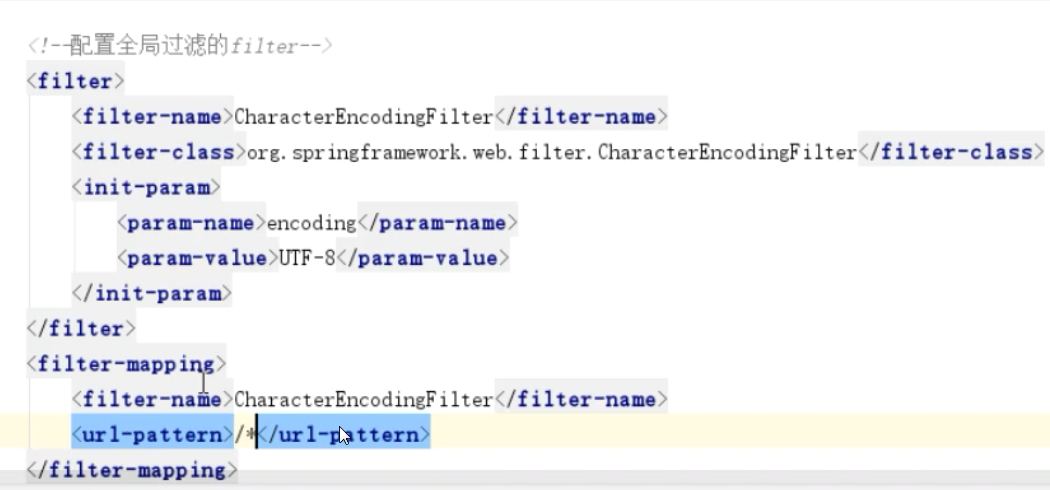 <!--配置全局过滤的filter-->
<filter>
<filter-name>CharacterEncodingFilter</filter-name>
<filter-class>org.springframework.web.filter.CharacterEncodingFilter</filter-class>
<init-param>
<param-name>encoding</param-name>
<param-value>UTF-8</param-value>
</init-param>
</filter>
<filter-mapping>
<filter-name>CharacterEncodingFilter</filter-name>
<url-pattern>/*</url-pattern>
</filter-mapping>